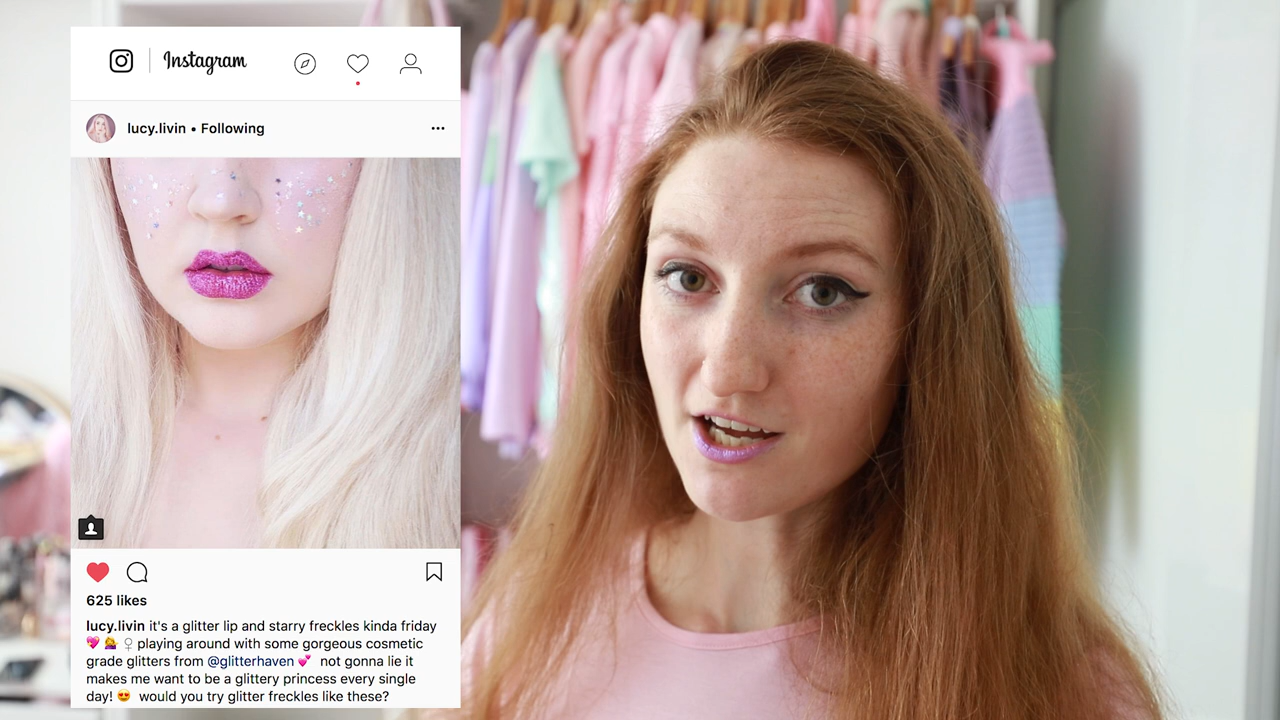 Instagram
lucy.livin • Following
625 likes
lucy.livin it's a glitter lip and starry freckles kinda friday
💖 💁 ♀ playing around with some gorgeous cosmetic
grade glitters from @glitterhaven 💕 not gonna lie it
makes me want to be a glittery princess every single
day! 😍 would you try glitter freckles like these?